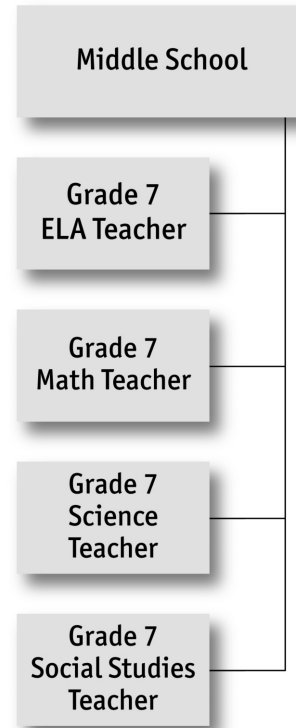 Middle School
Grade 7
ELA Teacher
Grade 7
Math Teacher
Grade 7
Science
Teacher
Grade 7
Social Studies
Teacher